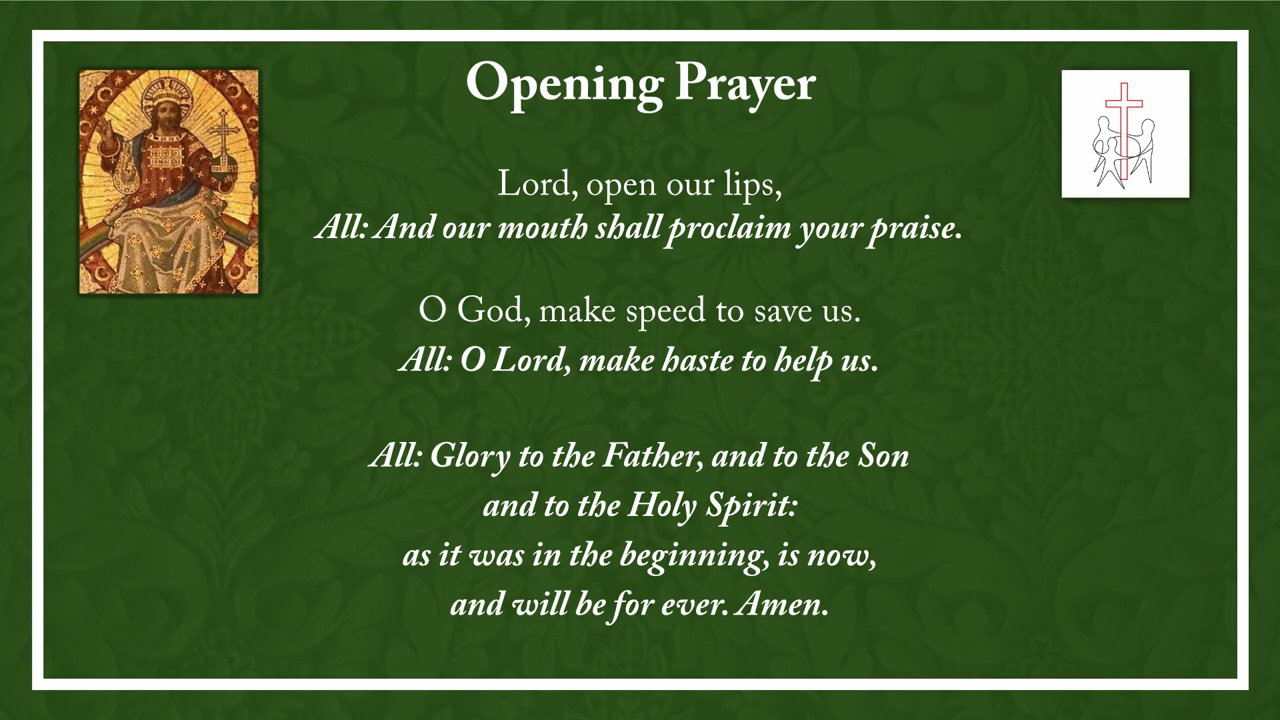 Opening Prayer
Lord, open our lips,
All: And our mouth shall proclaim your praise.
O God, make speed to save us.
All: O Lord, make haste to help us.
All: Glory to the Father, and to the Son
and to the Holy Spirit:
as it was in the beginning, is now,
and will be for ever. Amen.